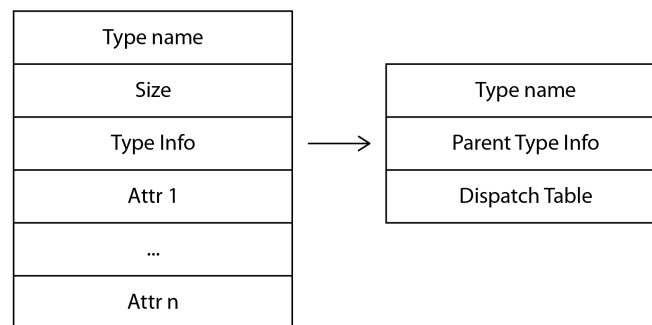 Type name
Size
Type Info
Attr 1
...
Attr n
Type name
Parent Type Info
Dispatch Table